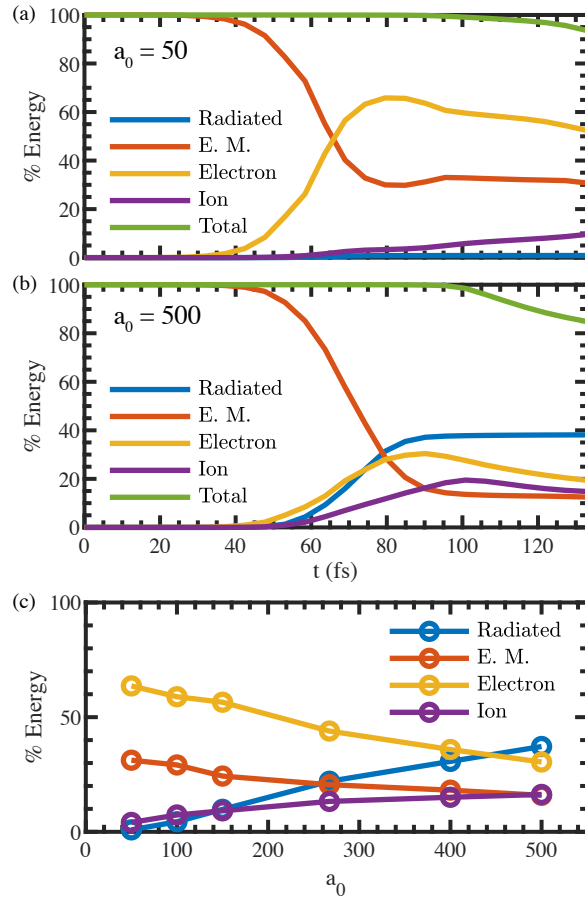 (a)
a₀ = 50
Radiated
E. M.
Electron
Ion
Total
% Energy
100
80
60
40
20
0
(b)
a₀ = 500
Radiated
E. M.
Electron
Ion
Total
% Energy
100
80
60
40
20
0
0 20 40 60 80 100 120
t (fs)
(c)
Radiated
E. M.
Electron
Ion
% Energy
100
50
0
0 100 200 300 400 500
a₀